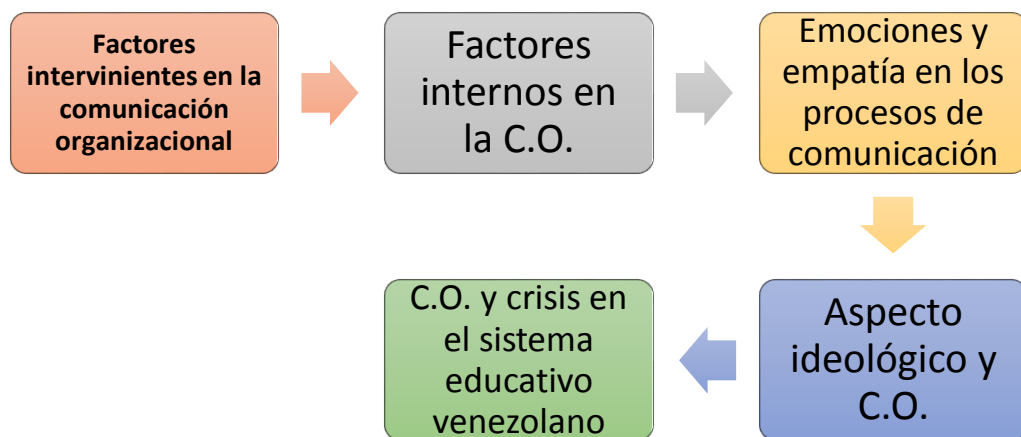 Factores
intervinientes en la
comunicación
organizacional
Factores
internos en
la C.O.
Emociones y
empatía en los
procesos de
comunicación
Aspecto
ideológico y
C.O.
C.O. y crisis en
el sistema
educativo
venezolano